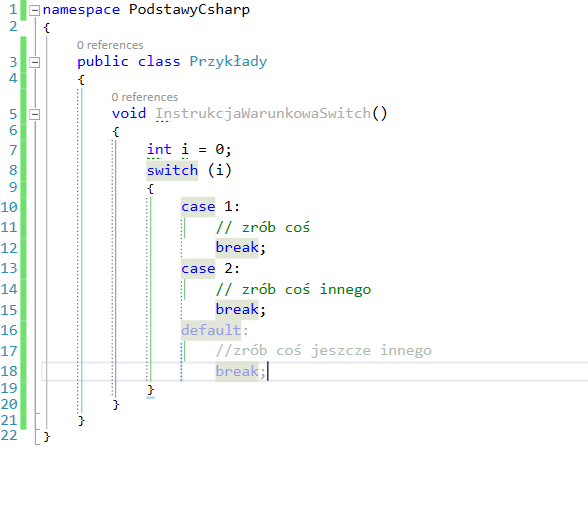 1 namespace PodstawyCsharp
2 {
0 references
3 public class Przykłady
4 {
0 references
5 void InstrukcjaWarunkowaSwitch()
6 {
7 int i = 0;
8 switch (i)
9 {
10 case 1:
11 // zrób coś
12 break;
13 case 2:
14 // zrób coś innego
15 break;
16 default:
17 //zrób coś jeszcze innego
18 break;
19 }
20 }
21 }
22 }